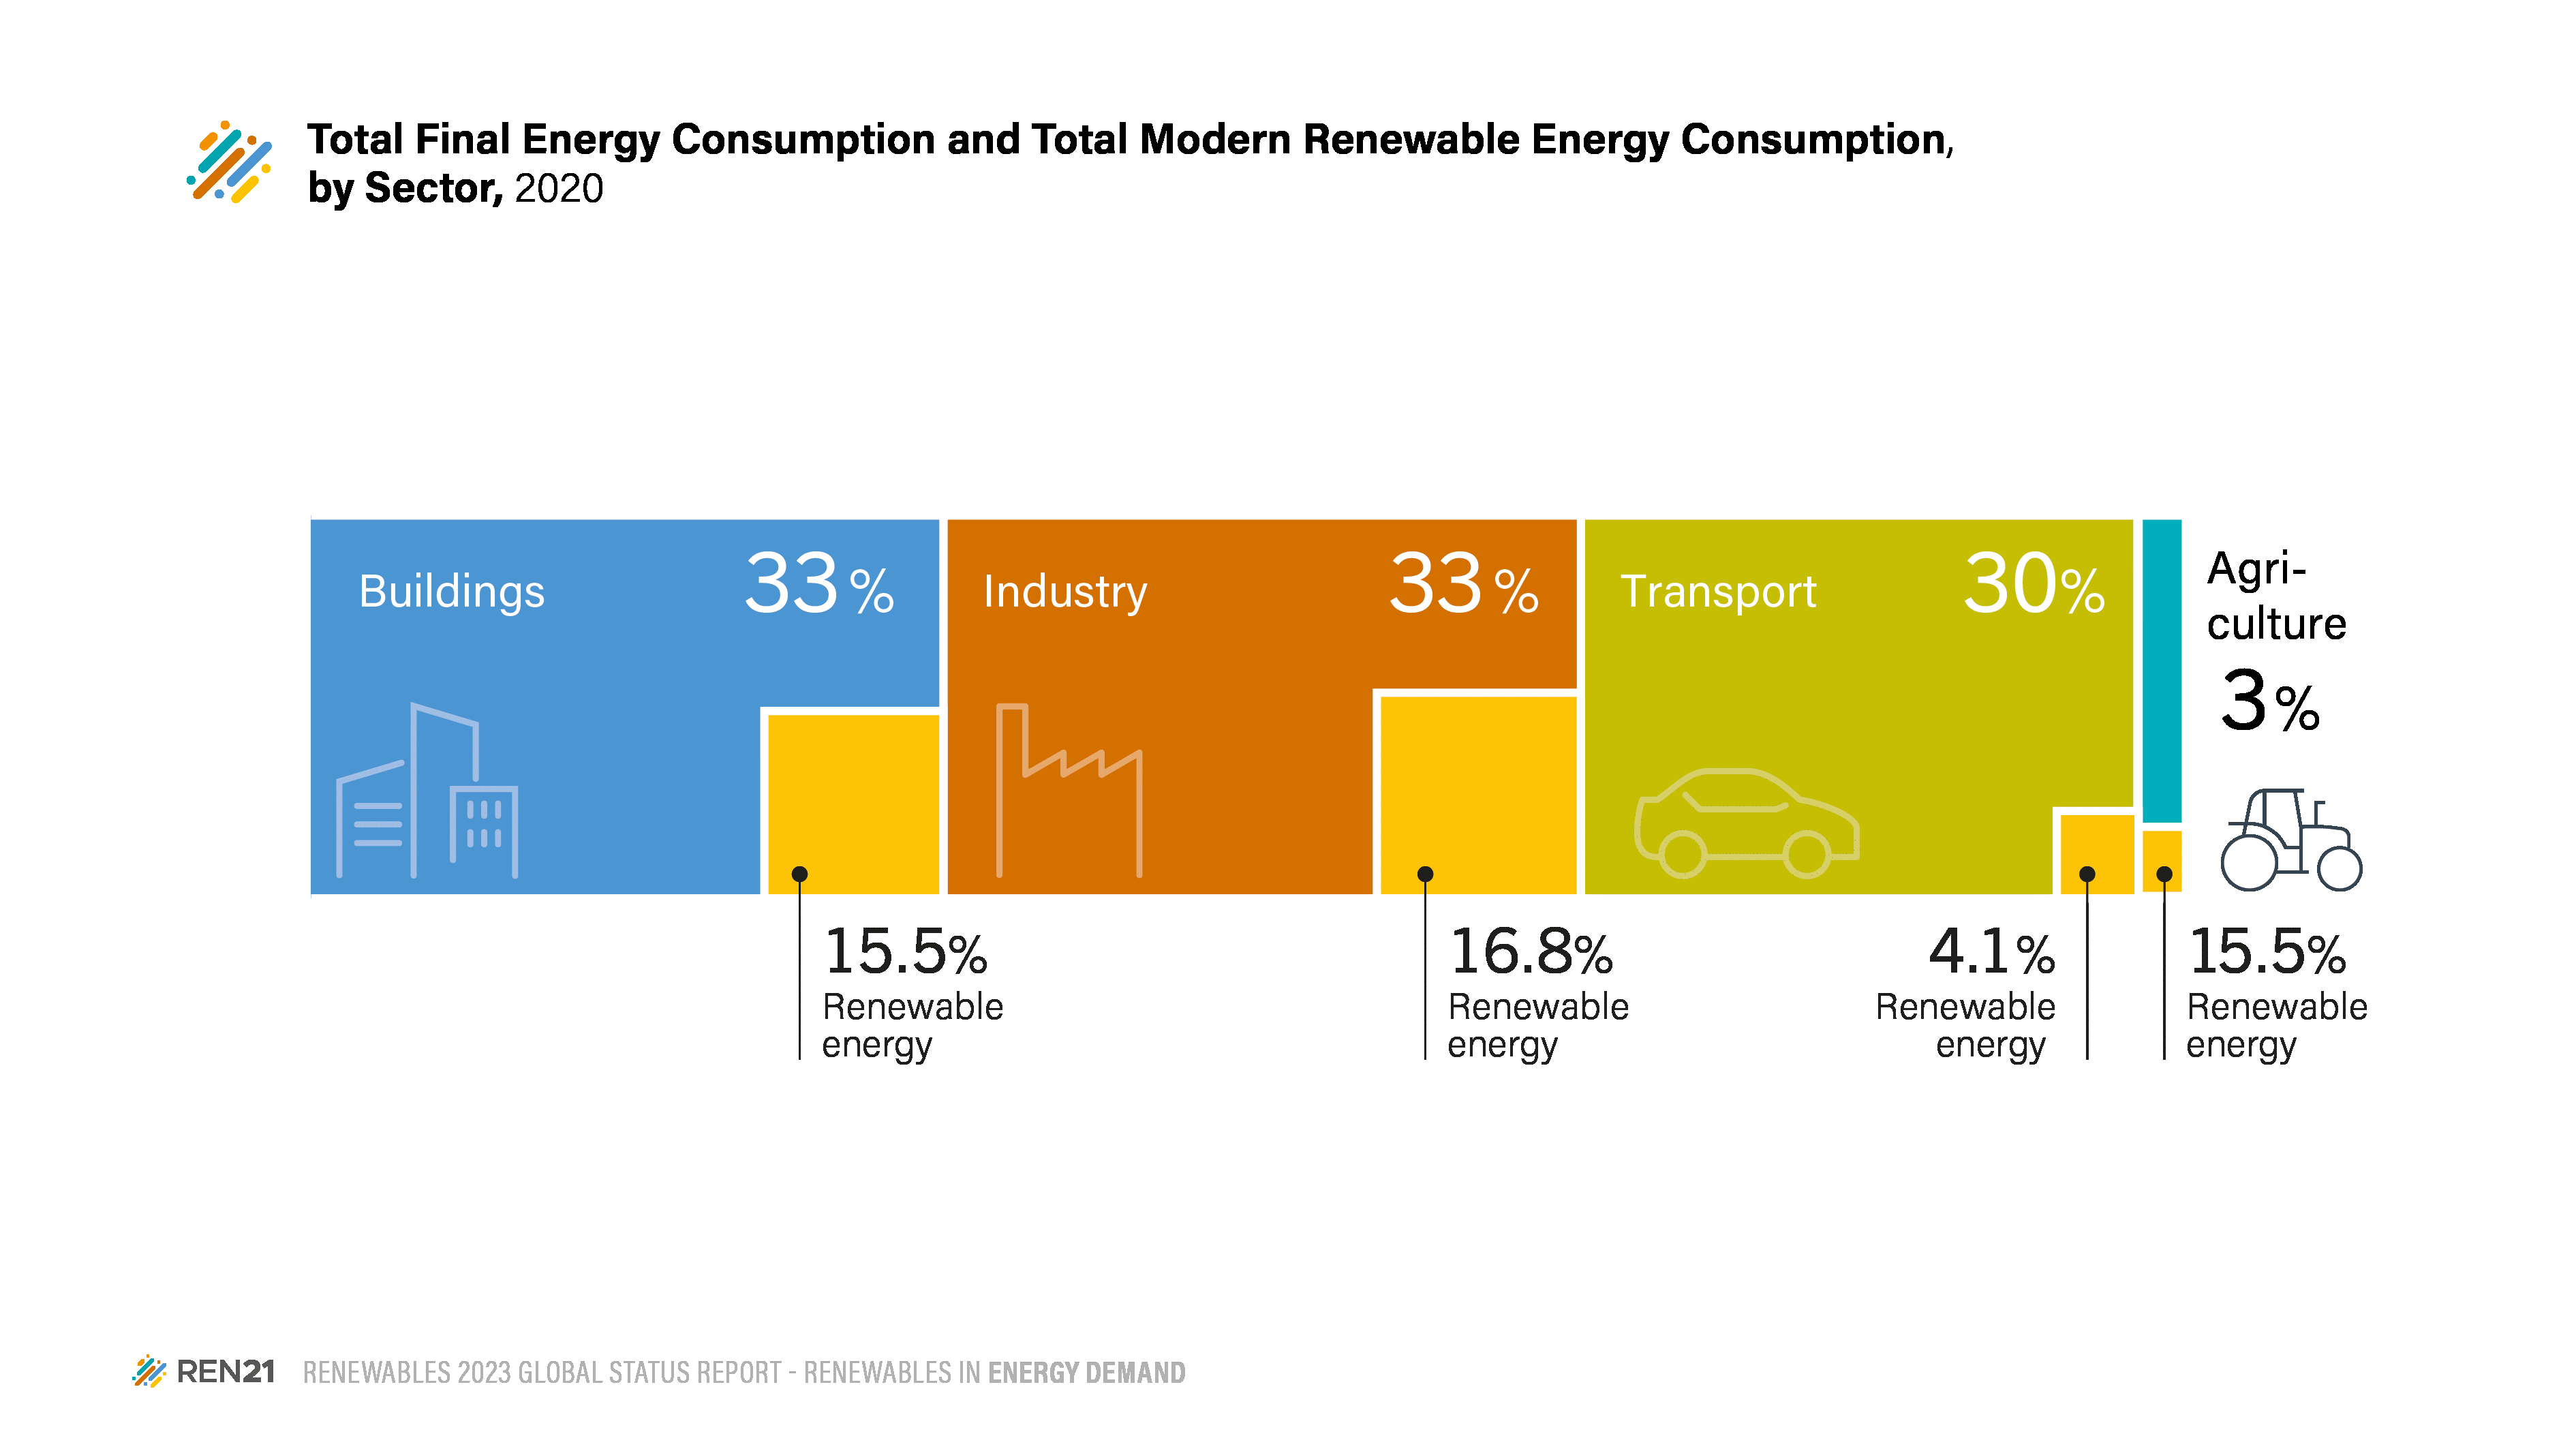 Total Final Energy Consumption and Total Modern Renewable Energy Consumption,
by Sector, 2020
Buildings 33 %
Industry 33 %
Transport 30%
Agri-
culture
3%
15.5%
Renewable
energy
16.8%
Renewable
energy
4.1%
Renewable
energy
15.5%
Renewable
energy
REN21 RENEWABLES 2023 GLOBAL STATUS REPORT - RENEWABLES IN ENERGY DEMAND